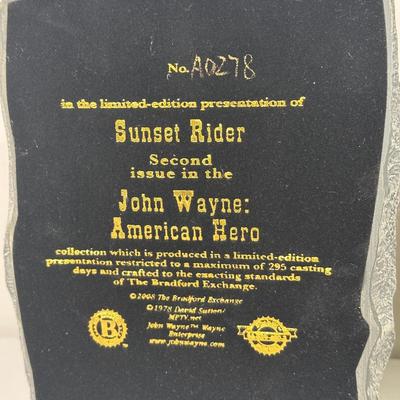 No. A0278
in the limited-edition presentation of
Sunset Rider
Second
issue in the
John Wayne:
American Hero
collection which is produced in a limited-edition
presentation restricted to a maximum of 295 casting
days and crafted to the exacting standards
of The Bradford Exchange.
©2008 The Bradford Exchange
©1978 David Sutton/
MPTV.net
John Wayne™ Wayne
Enterprise
www.johnwayne.com
B
™